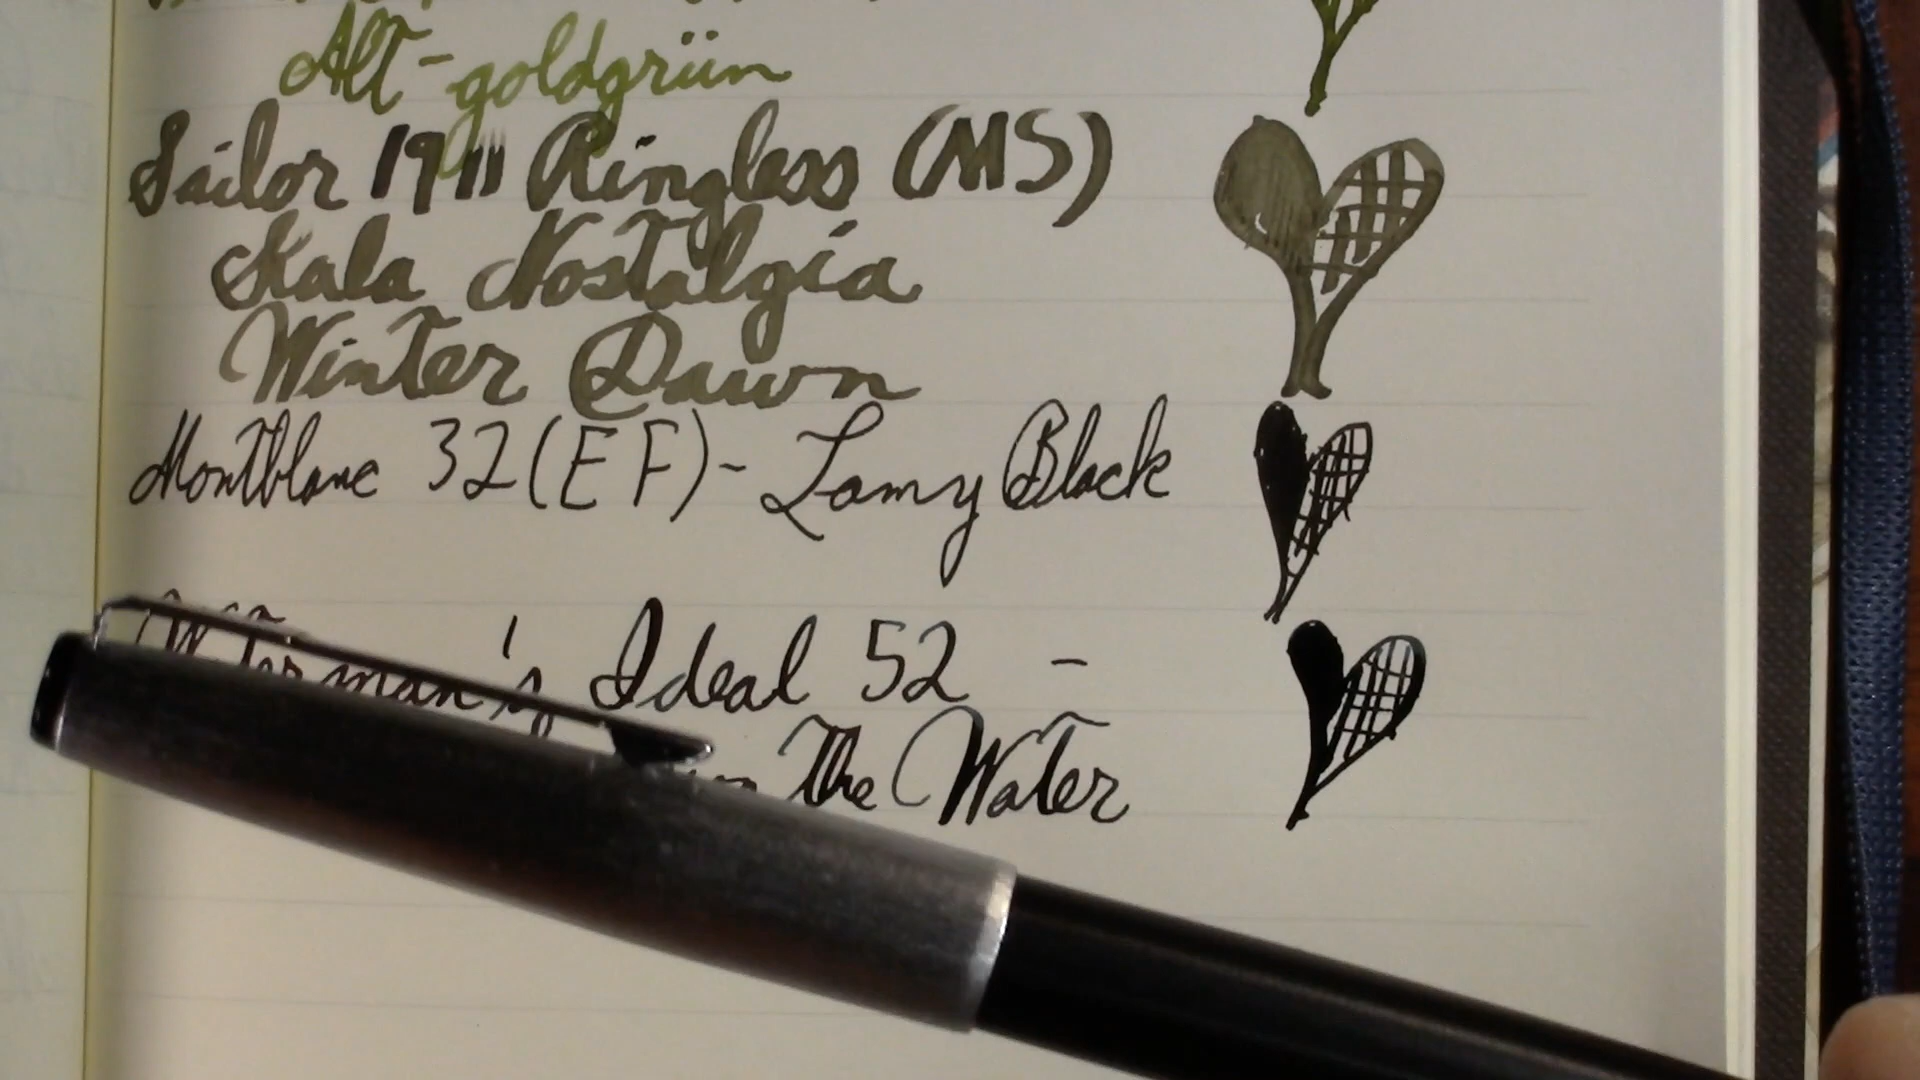 Alt-goldgrün
Sailor 1911 Ringless (MS)
Kala Nostalgia
Winter Dawn
Montblanc 32 (EF) - Lamy Black
Waterman's Ideal 52 -
the Water